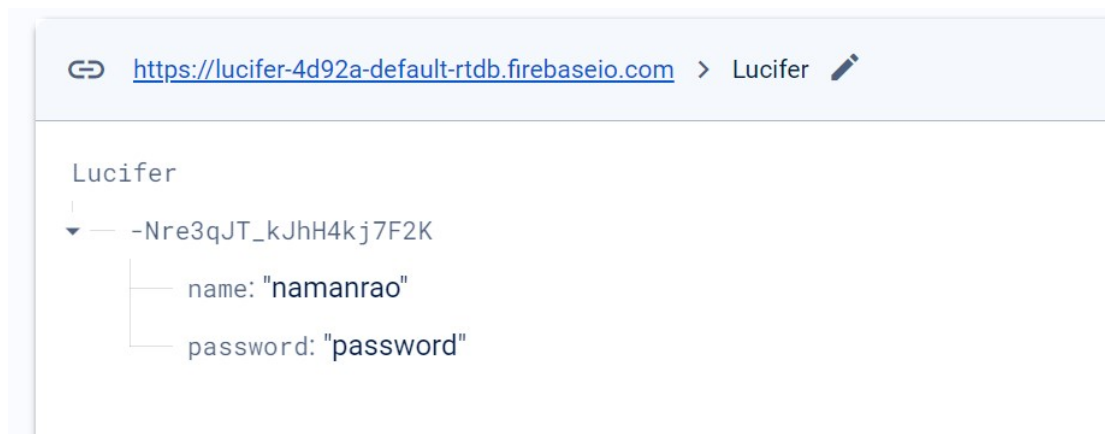 https://lucifer-4d92a-default-rtdb.firebaseio.com > Lucifer
Lucifer
-Nre3qJT_kJhH4kj7F2K
name: "namanrao"
password: "password"